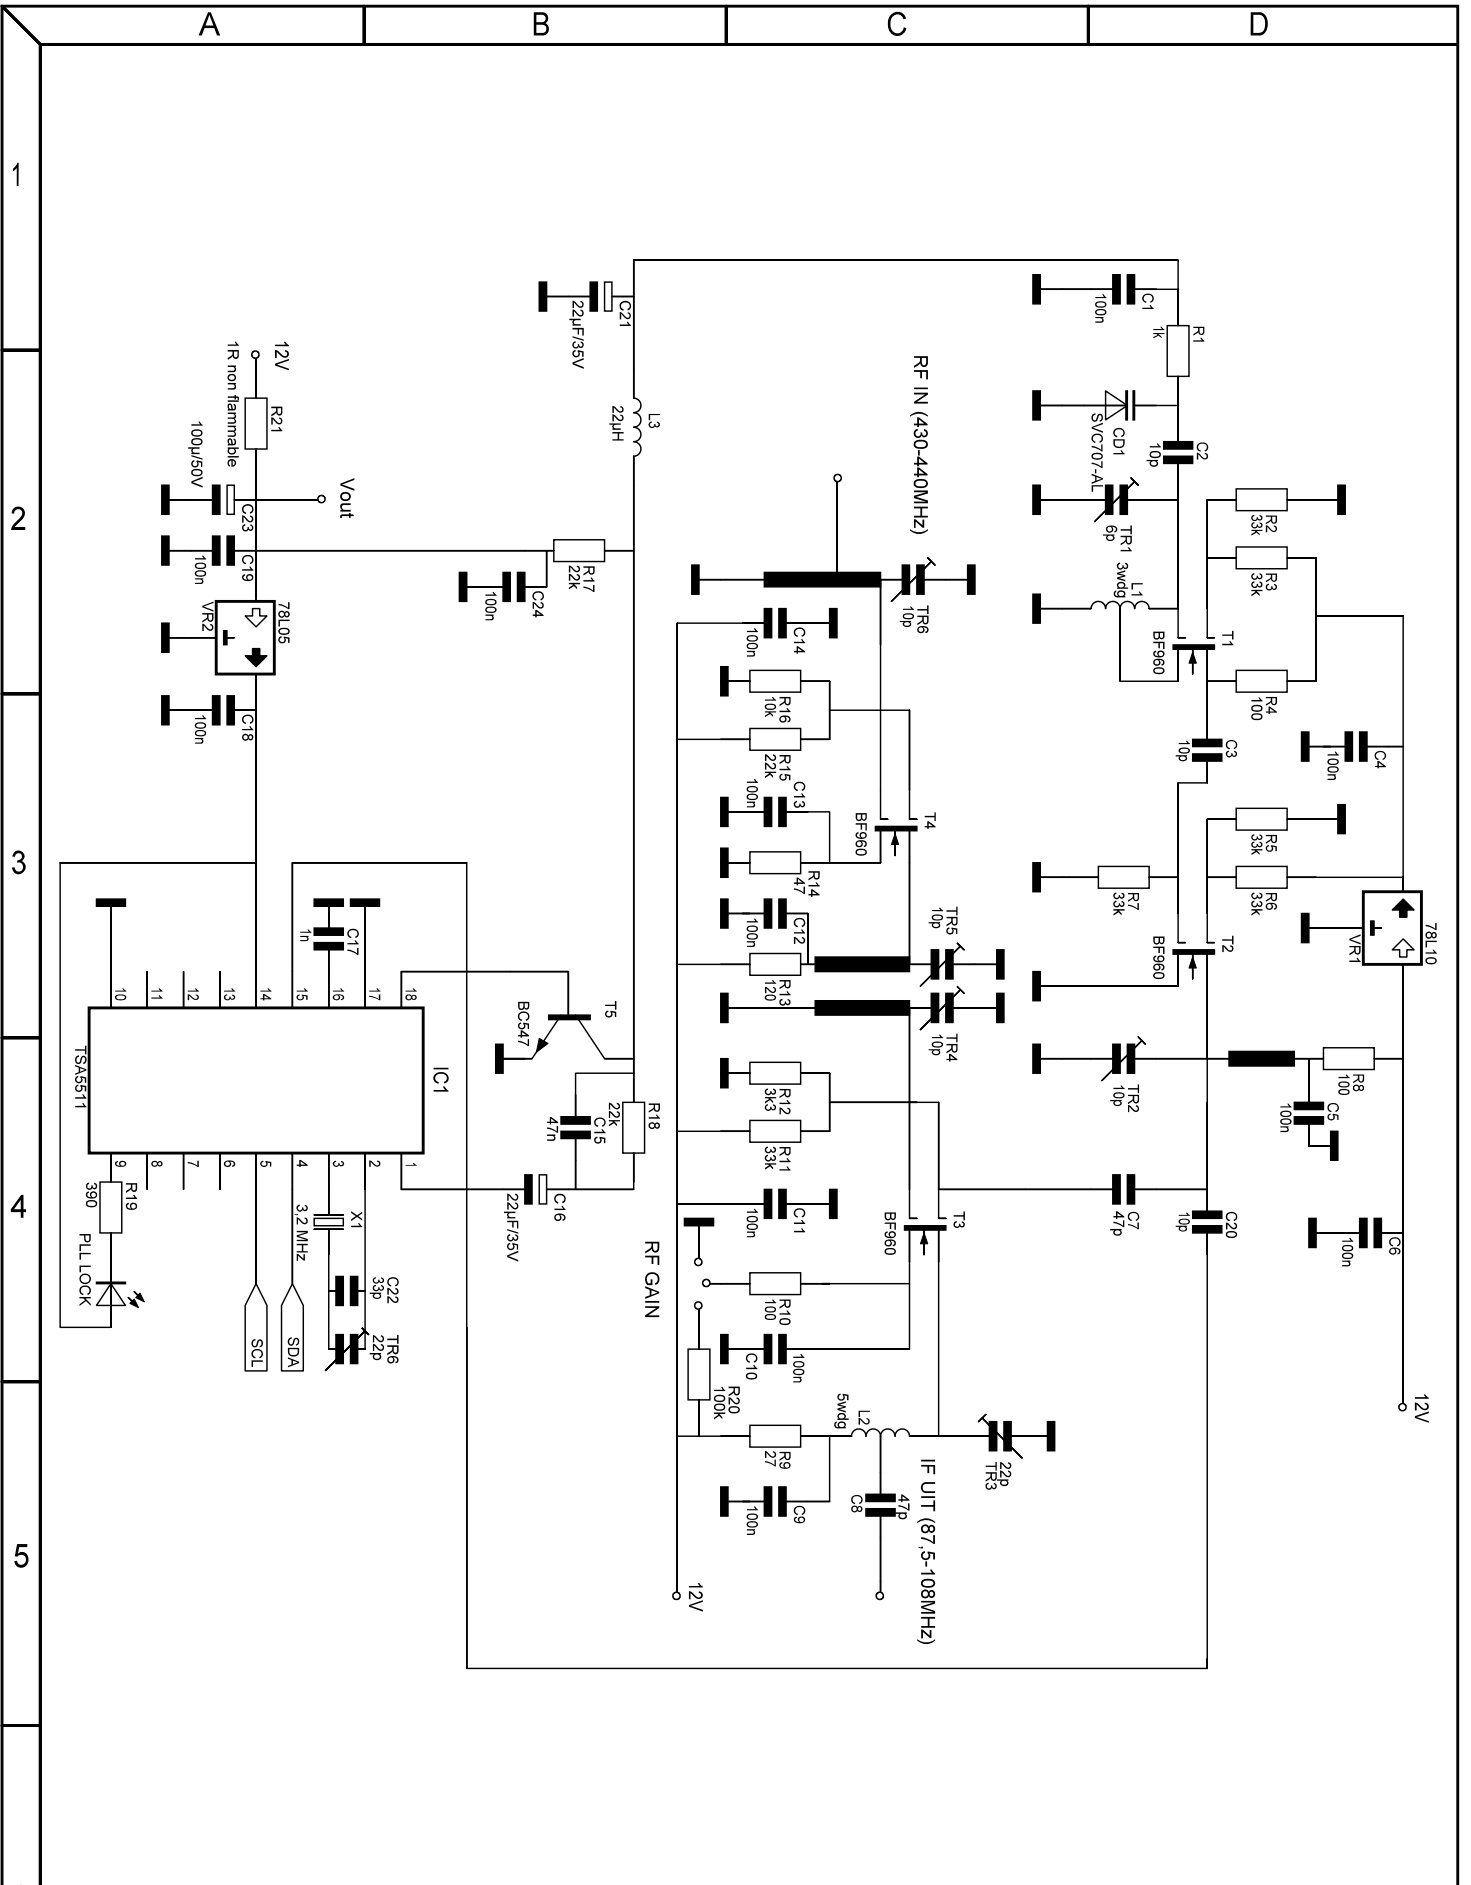 A
B
C
D
1
2
3
4
5
C1
100n
R1
1k
C21
22µF/35V
12V
R21
1R non flammable
L3
22µH
RF IN (430-440MHz)
CD1
SVC707-AL
C2
10p
TR1
6p
R2
33k
R3
33k
L1
3wdg
T1
BF960
R4
100
C3
10p
C4
100n
Vout
C23
100µ/50V
C19
100n
R17
22k
C24
100n
TR6
10p
C14
100n
R16
10k
R15
22k
C13
100n
78L05
VR2
C18
100n
T4
BF960
R14
47
C12
100n
R13
120
TR5
10p
TR4
10p
R5
33k
R6
33k
R7
33k
T2
BF960
78L10
VR1
C17
1n
10
11
12
13
14
15
16
17
18
T5
BC547
IC1
TSA5511
R18
22k
C15
47n
R12
3k3
R11
33k
TR2
10p
R8
100
C5
100n
9
8
7
6
5
4
3
2
1
R19
390
X1
3,2 MHz
PLL LOCK
C22
33p
TR6
22p
SDA
SCL
C16
22µF/35V
C11
100n
RF GAIN
T3
BF960
R10
100
C10
100n
C7
47p
C20
10p
C6
100n
R20
100k
R9
27
C9
100n
L2
5wdg
TR3
22p
C8
47p
IF UIT (87,5-108MHz)
12V
12V